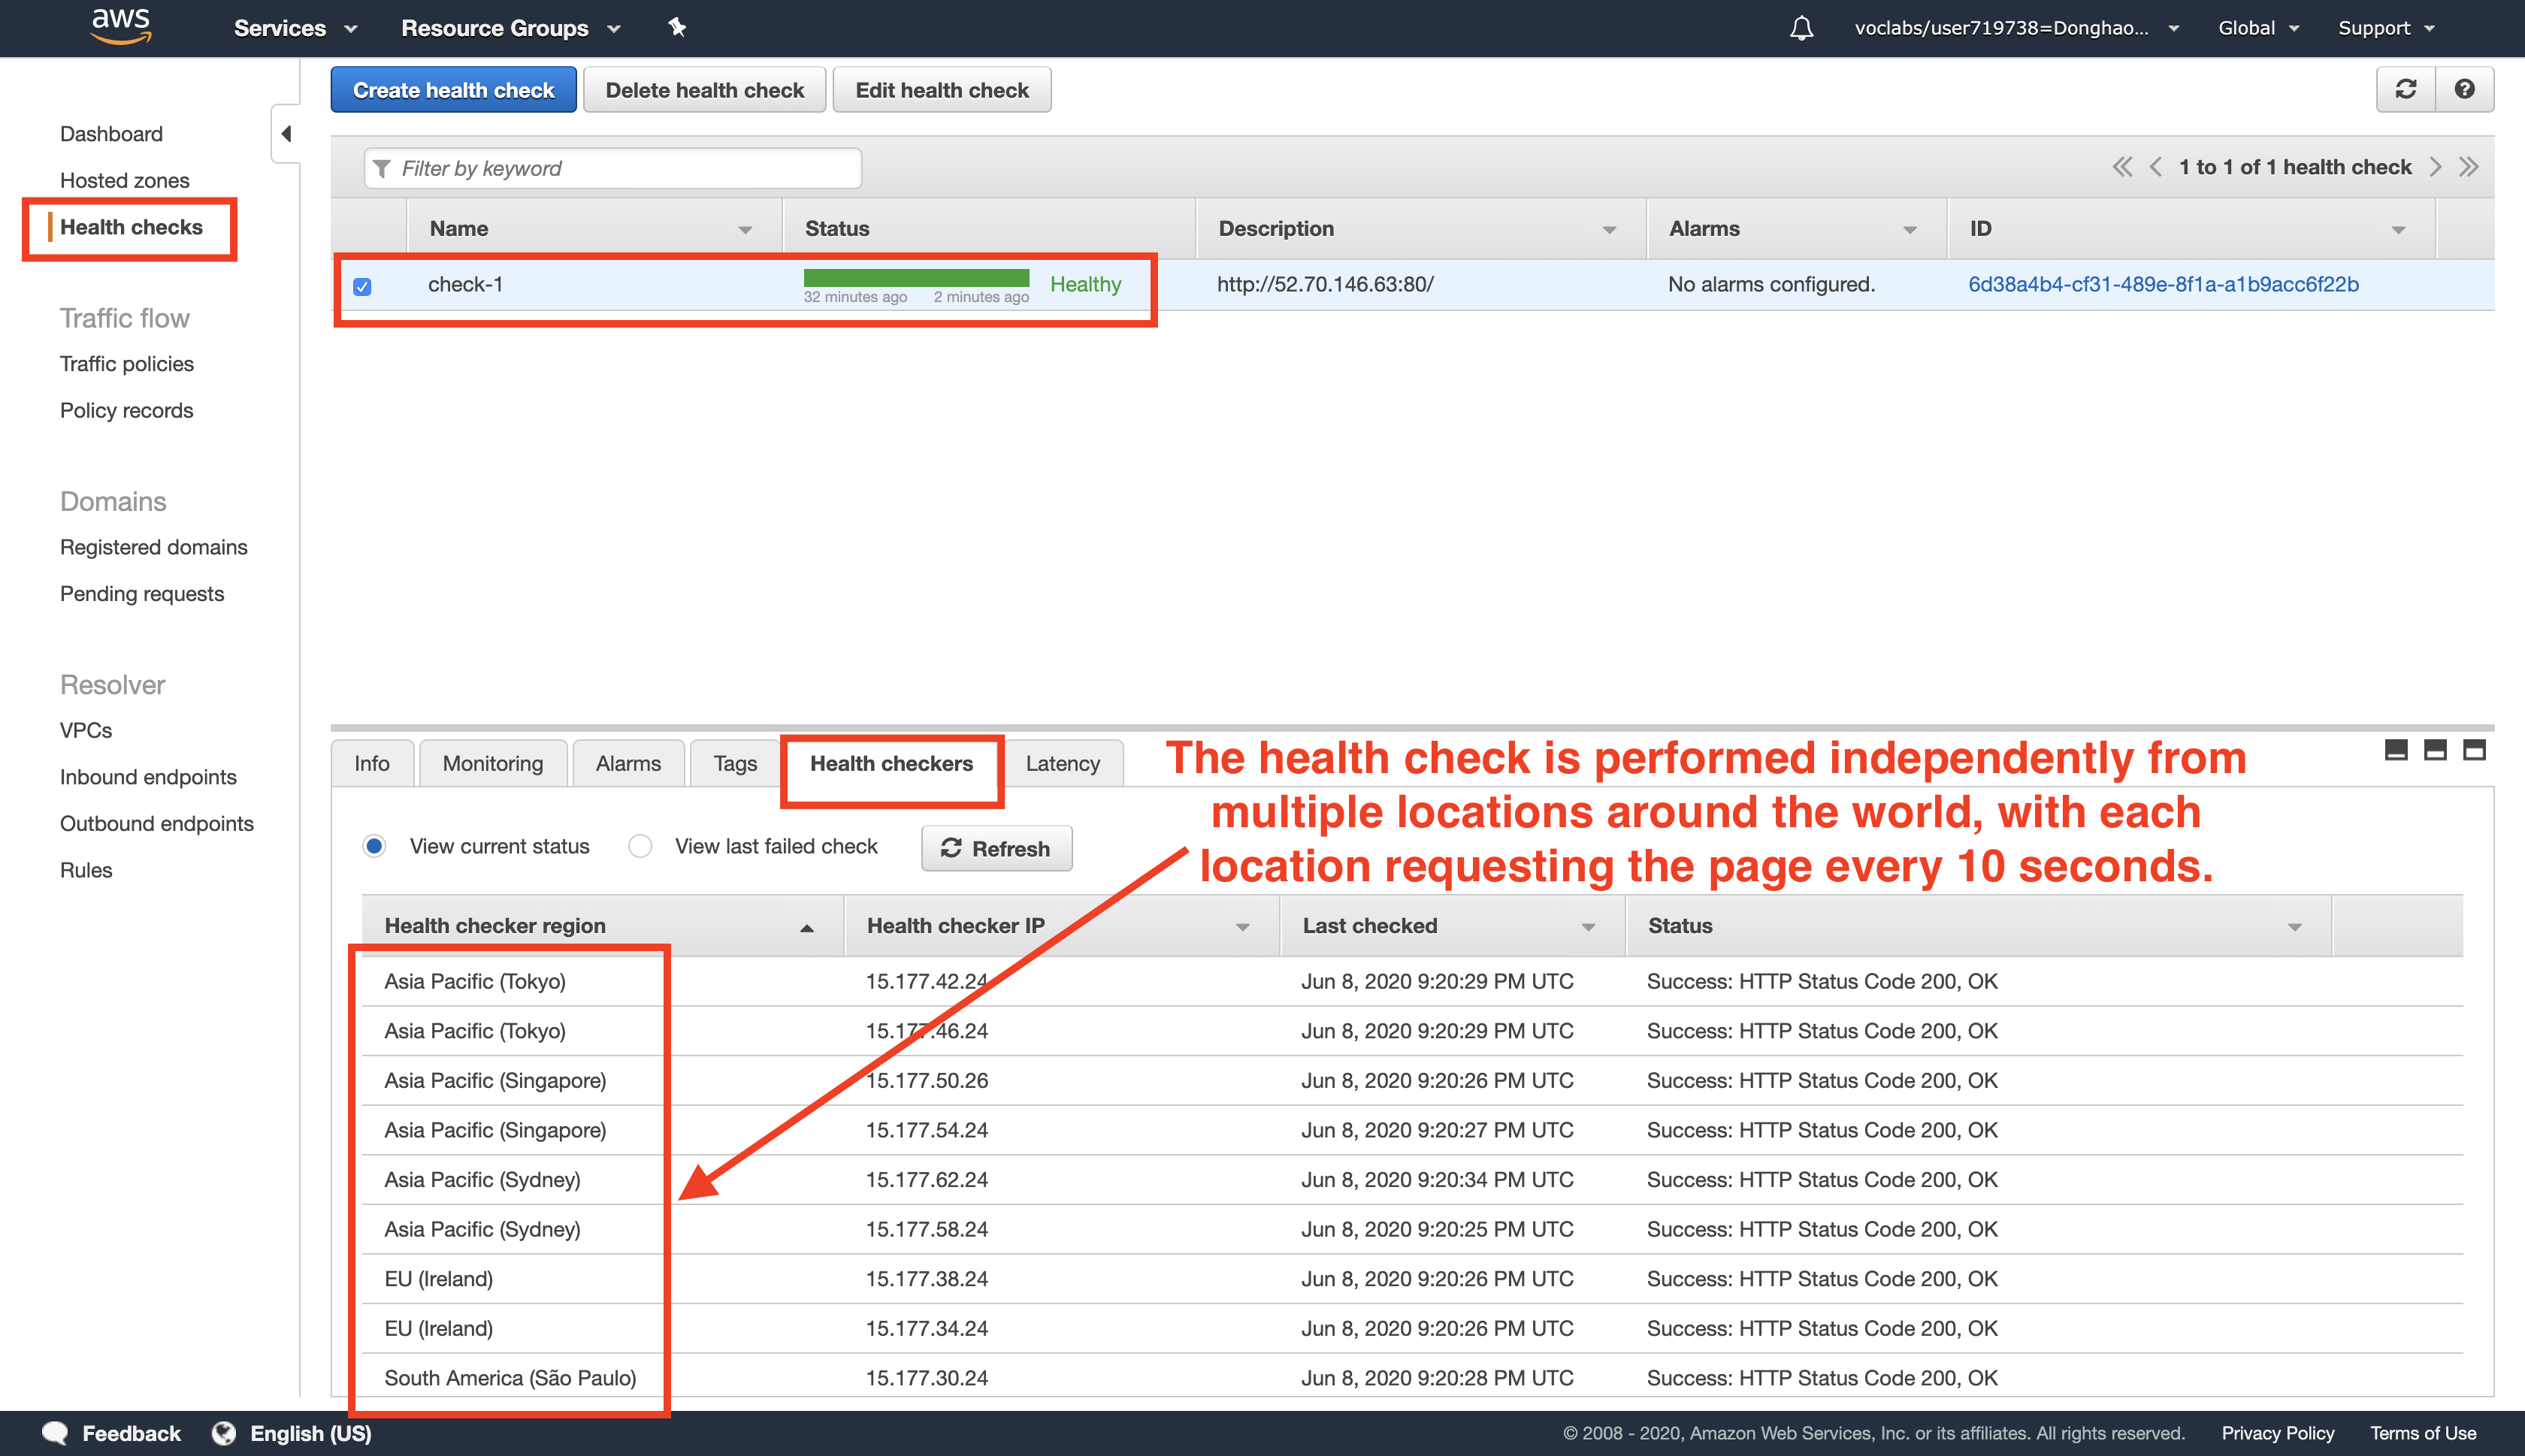 aws
Services
Resource Groups
voclabs/user719738=Donghao...
Global
Support
Create health check
Delete health check
Edit health check
Dashboard
Hosted zones
Health checks
Traffic flow
Traffic policies
Policy records
Domains
Registered domains
Pending requests
Resolver
VPCs
Inbound endpoints
Outbound endpoints
Rules
Filter by keyword
1 to 1 of 1 health check
Name Status Description Alarms ID
check-1 Healthy http://52.70.146.63:80/ No alarms configured. 6d38a4b4-cf31-489e-8f1a-a1b9acc6f22b
32 minutes ago 2 minutes ago
Info Monitoring Alarms Tags Health checkers Latency
The health check is performed independently from
multiple locations around the world, with each
location requesting the page every 10 seconds.
View current status View last failed check Refresh
Health checker region Health checker IP Last checked Status
Asia Pacific (Tokyo) 15.177.42.24 Jun 8, 2020 9:20:29 PM UTC Success: HTTP Status Code 200, OK
Asia Pacific (Tokyo) 15.177.46.24 Jun 8, 2020 9:20:29 PM UTC Success: HTTP Status Code 200, OK
Asia Pacific (Singapore) 15.177.50.26 Jun 8, 2020 9:20:26 PM UTC Success: HTTP Status Code 200, OK
Asia Pacific (Singapore) 15.177.54.24 Jun 8, 2020 9:20:27 PM UTC Success: HTTP Status Code 200, OK
Asia Pacific (Sydney) 15.177.62.24 Jun 8, 2020 9:20:34 PM UTC Success: HTTP Status Code 200, OK
Asia Pacific (Sydney) 15.177.58.24 Jun 8, 2020 9:20:25 PM UTC Success: HTTP Status Code 200, OK
EU (Ireland) 15.177.38.24 Jun 8, 2020 9:20:26 PM UTC Success: HTTP Status Code 200, OK
EU (Ireland) 15.177.34.24 Jun 8, 2020 9:20:26 PM UTC Success: HTTP Status Code 200, OK
South America (São Paulo) 15.177.30.24 Jun 8, 2020 9:20:28 PM UTC Success: HTTP Status Code 200, OK
Feedback English (US) © 2008 - 2020, Amazon Web Services, Inc. or its affiliates. All rights reserved. Privacy Policy Terms of Use